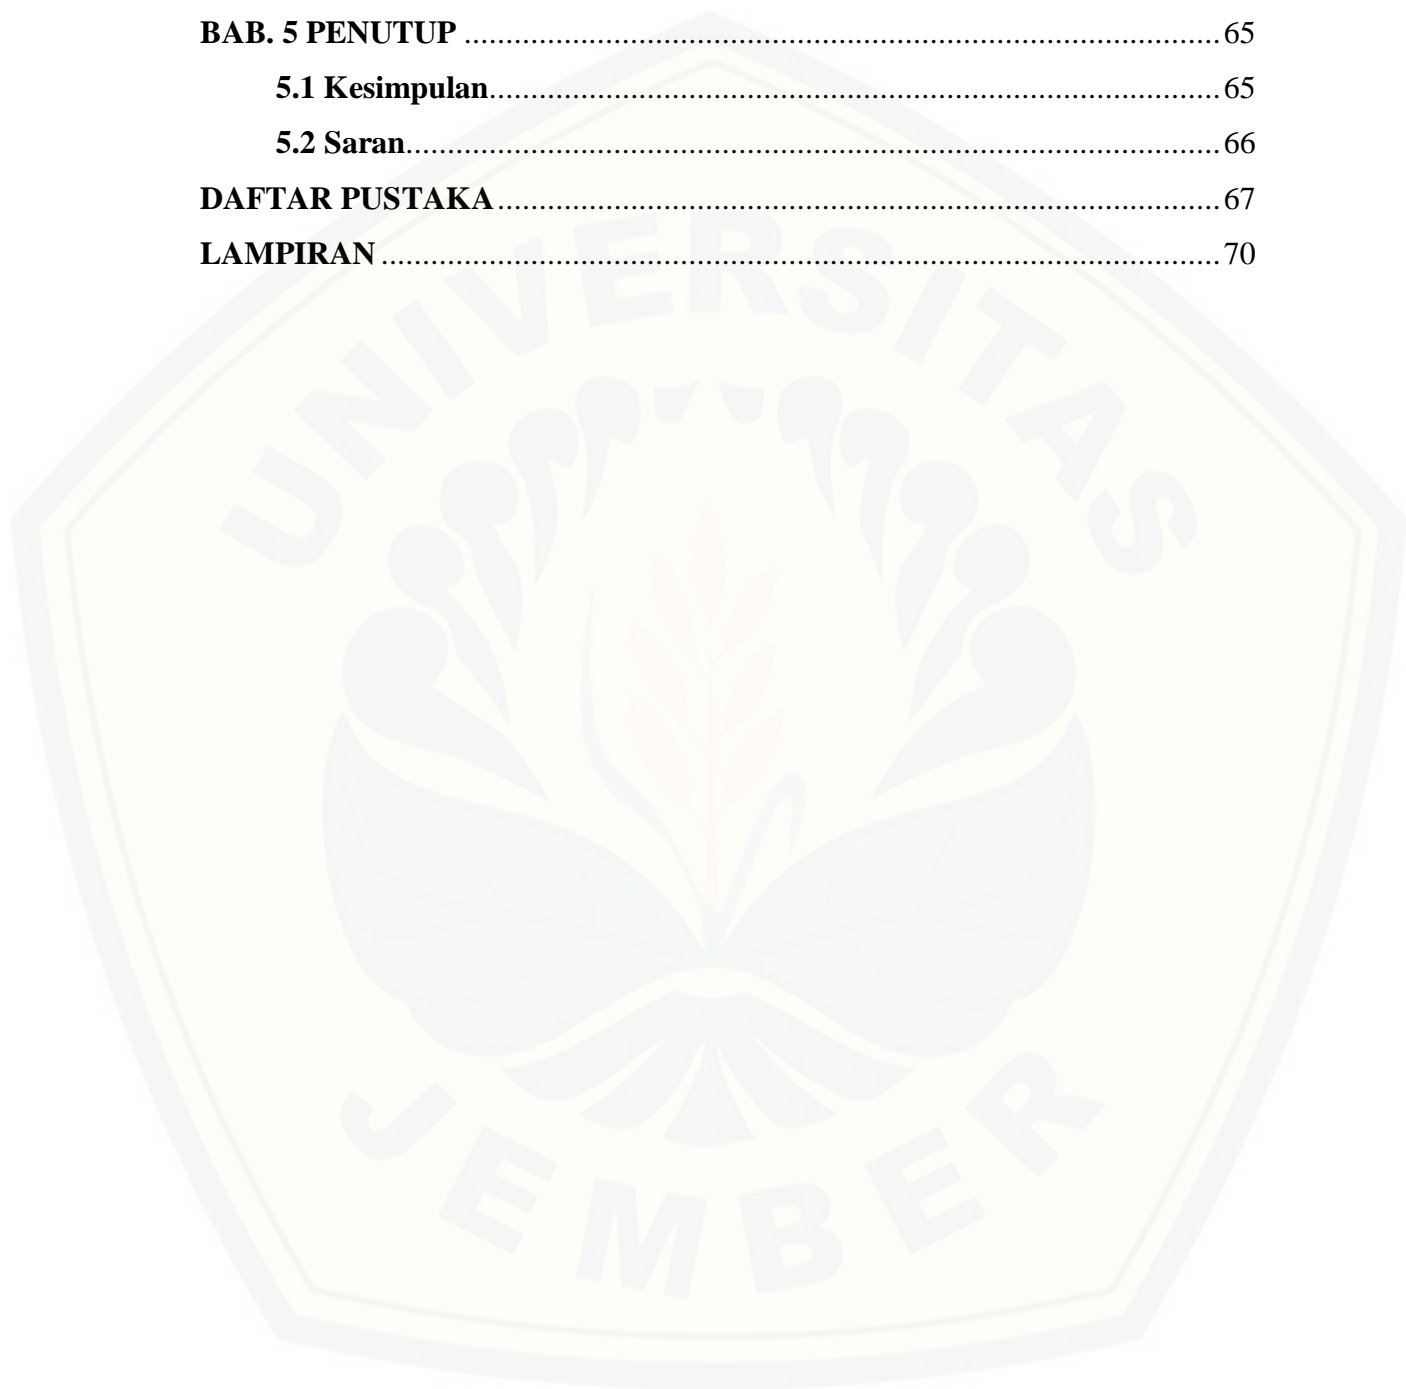 BAB. 5 PENUTUP ........................................................................................... 65
5.1 Kesimpulan........................................................................................ 65
5.2 Saran.................................................................................................. 66
DAFTAR PUSTAKA....................................................................................... 67
LAMPIRAN ..................................................................................................... 70
UNIVERSITAS
JEMBER